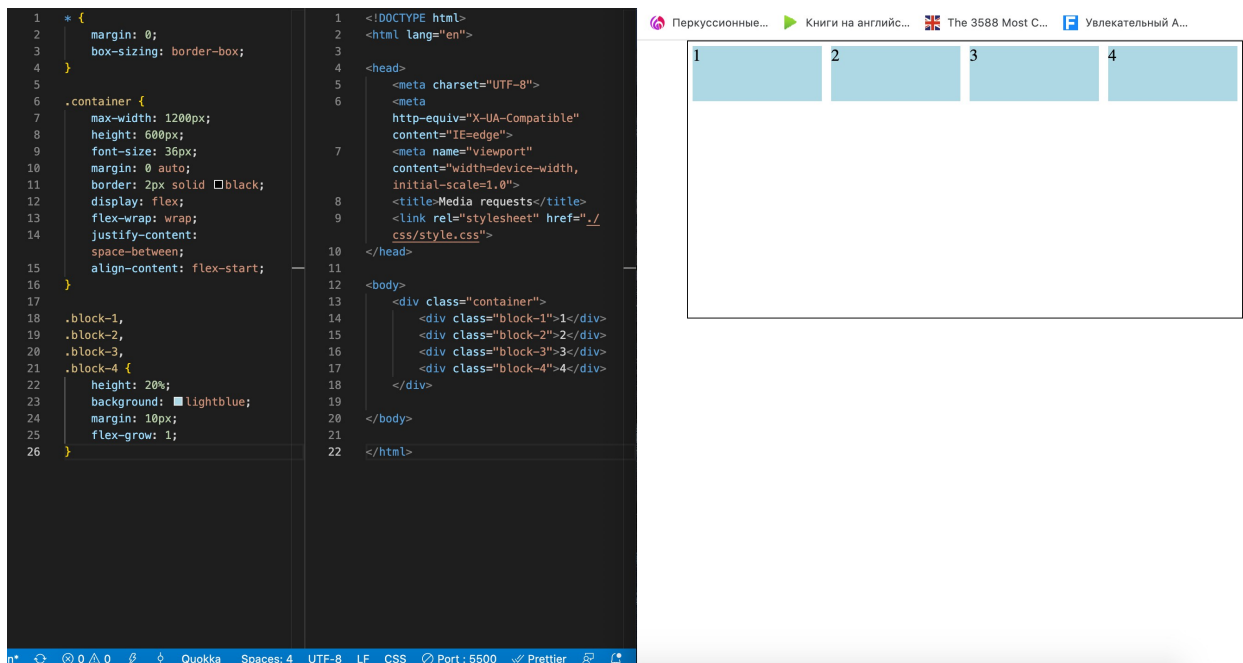 1 * {
2 margin: 0;
3 box-sizing: border-box;
4 }
5
6 .container {
7 max-width: 1200px;
8 height: 600px;
9 font-size: 36px;
10 margin: 0 auto;
11 border: 2px solid black;
12 display: flex;
13 flex-wrap: wrap;
14 justify-content:
space-between;
15 align-content: flex-start;
16 }
17
18 .block-1,
19 .block-2,
20 .block-3,
21 .block-4 {
22 height: 20%;
23 background: lightblue;
24 margin: 10px;
25 flex-grow: 1;
26 }
1 <!DOCTYPE html>
2 <html lang="en">
3
4 <head>
5 <meta charset="UTF-8">
6 <meta
http-equiv="X-UA-Compatible"
content="IE=edge">
7 <meta name="viewport"
content="width=device-width,
initial-scale=1.0">
8 <title>Media requests</title>
9 <link rel="stylesheet" href="./
css/style.css">
10 </head>
11
12 <body>
13 <div class="container">
14 <div class="block-1">1</div>
15 <div class="block-2">2</div>
16 <div class="block-3">3</div>
17 <div class="block-4">4</div>
18 </div>
19
20 </body>
21
22 </html>
n* 0 0 Quokka Spaces: 4 UTF-8 LF CSS Port : 5500 Prettier
Перкуссионные... Книги на английс... The 3588 Most C... F Увлекательный А...
1 2 3 4